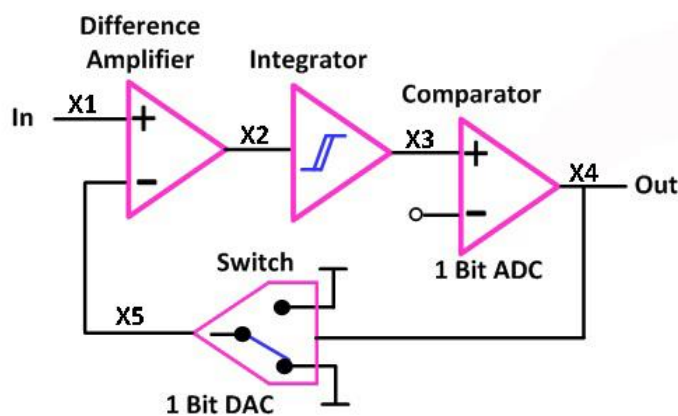 Difference
Amplifier
Integrator
Comparator
In
X1
+
-
X2
X3
+
-
X4
Out
1 Bit ADC
Switch
X5
1 Bit DAC